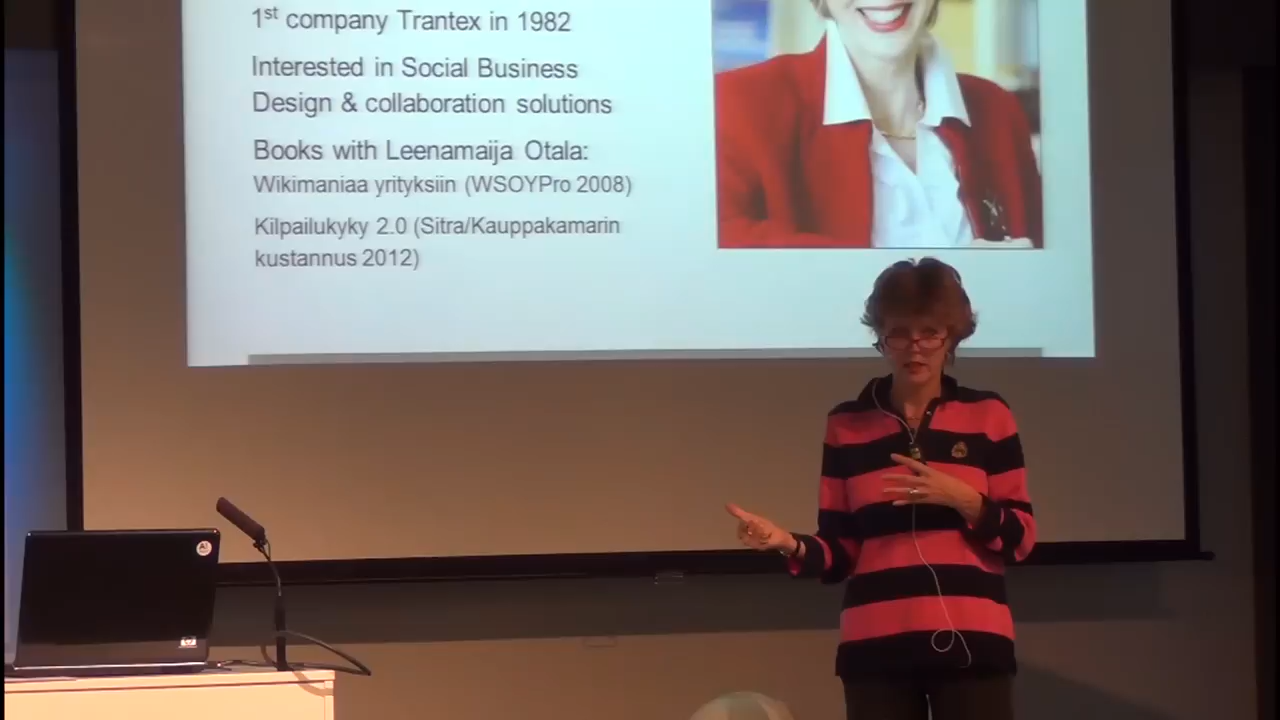 1st company Trantex in 1982
Interested in Social Business
Design & collaboration solutions
Books with Leenamaija Otala:
Wikimaniaa yrityksiin (WSOYPro 2008)
Kilpailukyky 2.0 (Sitra/Kauppakamarin
kustannus 2012)
hp